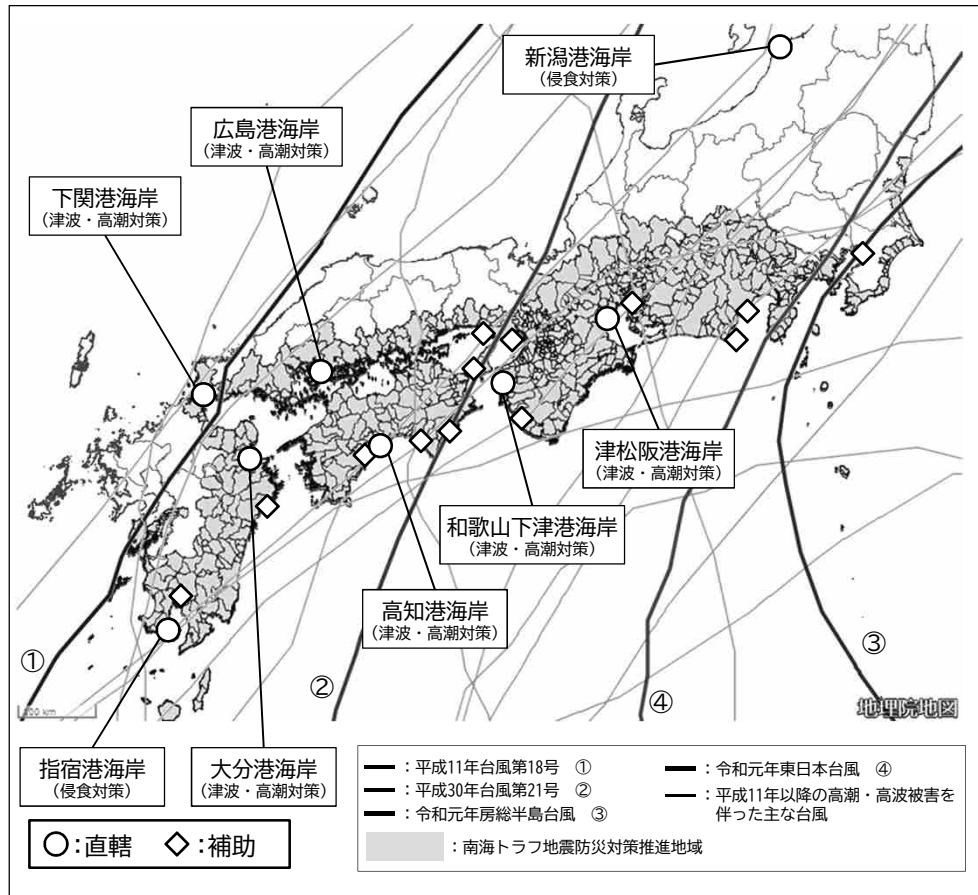 新潟港海岸
(侵食対策)
広島港海岸
(津波・高潮対策)
下関港海岸
(津波・高潮対策)
津松阪港海岸
(津波・高潮対策)
和歌山下津港海岸
(津波・高潮対策)
高知港海岸
(津波・高潮対策)
①
②
④
③
100 km
地理院地図
指宿港海岸
(侵食対策)
大分港海岸
(津波・高潮対策)
○:直轄 ◇:補助
:平成11年台風第18号 ①
:平成30年台風第21号 ②
:令和元年房総半島台風 ③
:令和元年東日本台風 ④
:平成11年以降の高潮・高波被害を
伴った主な台風
:南海トラフ地震防災対策推進地域